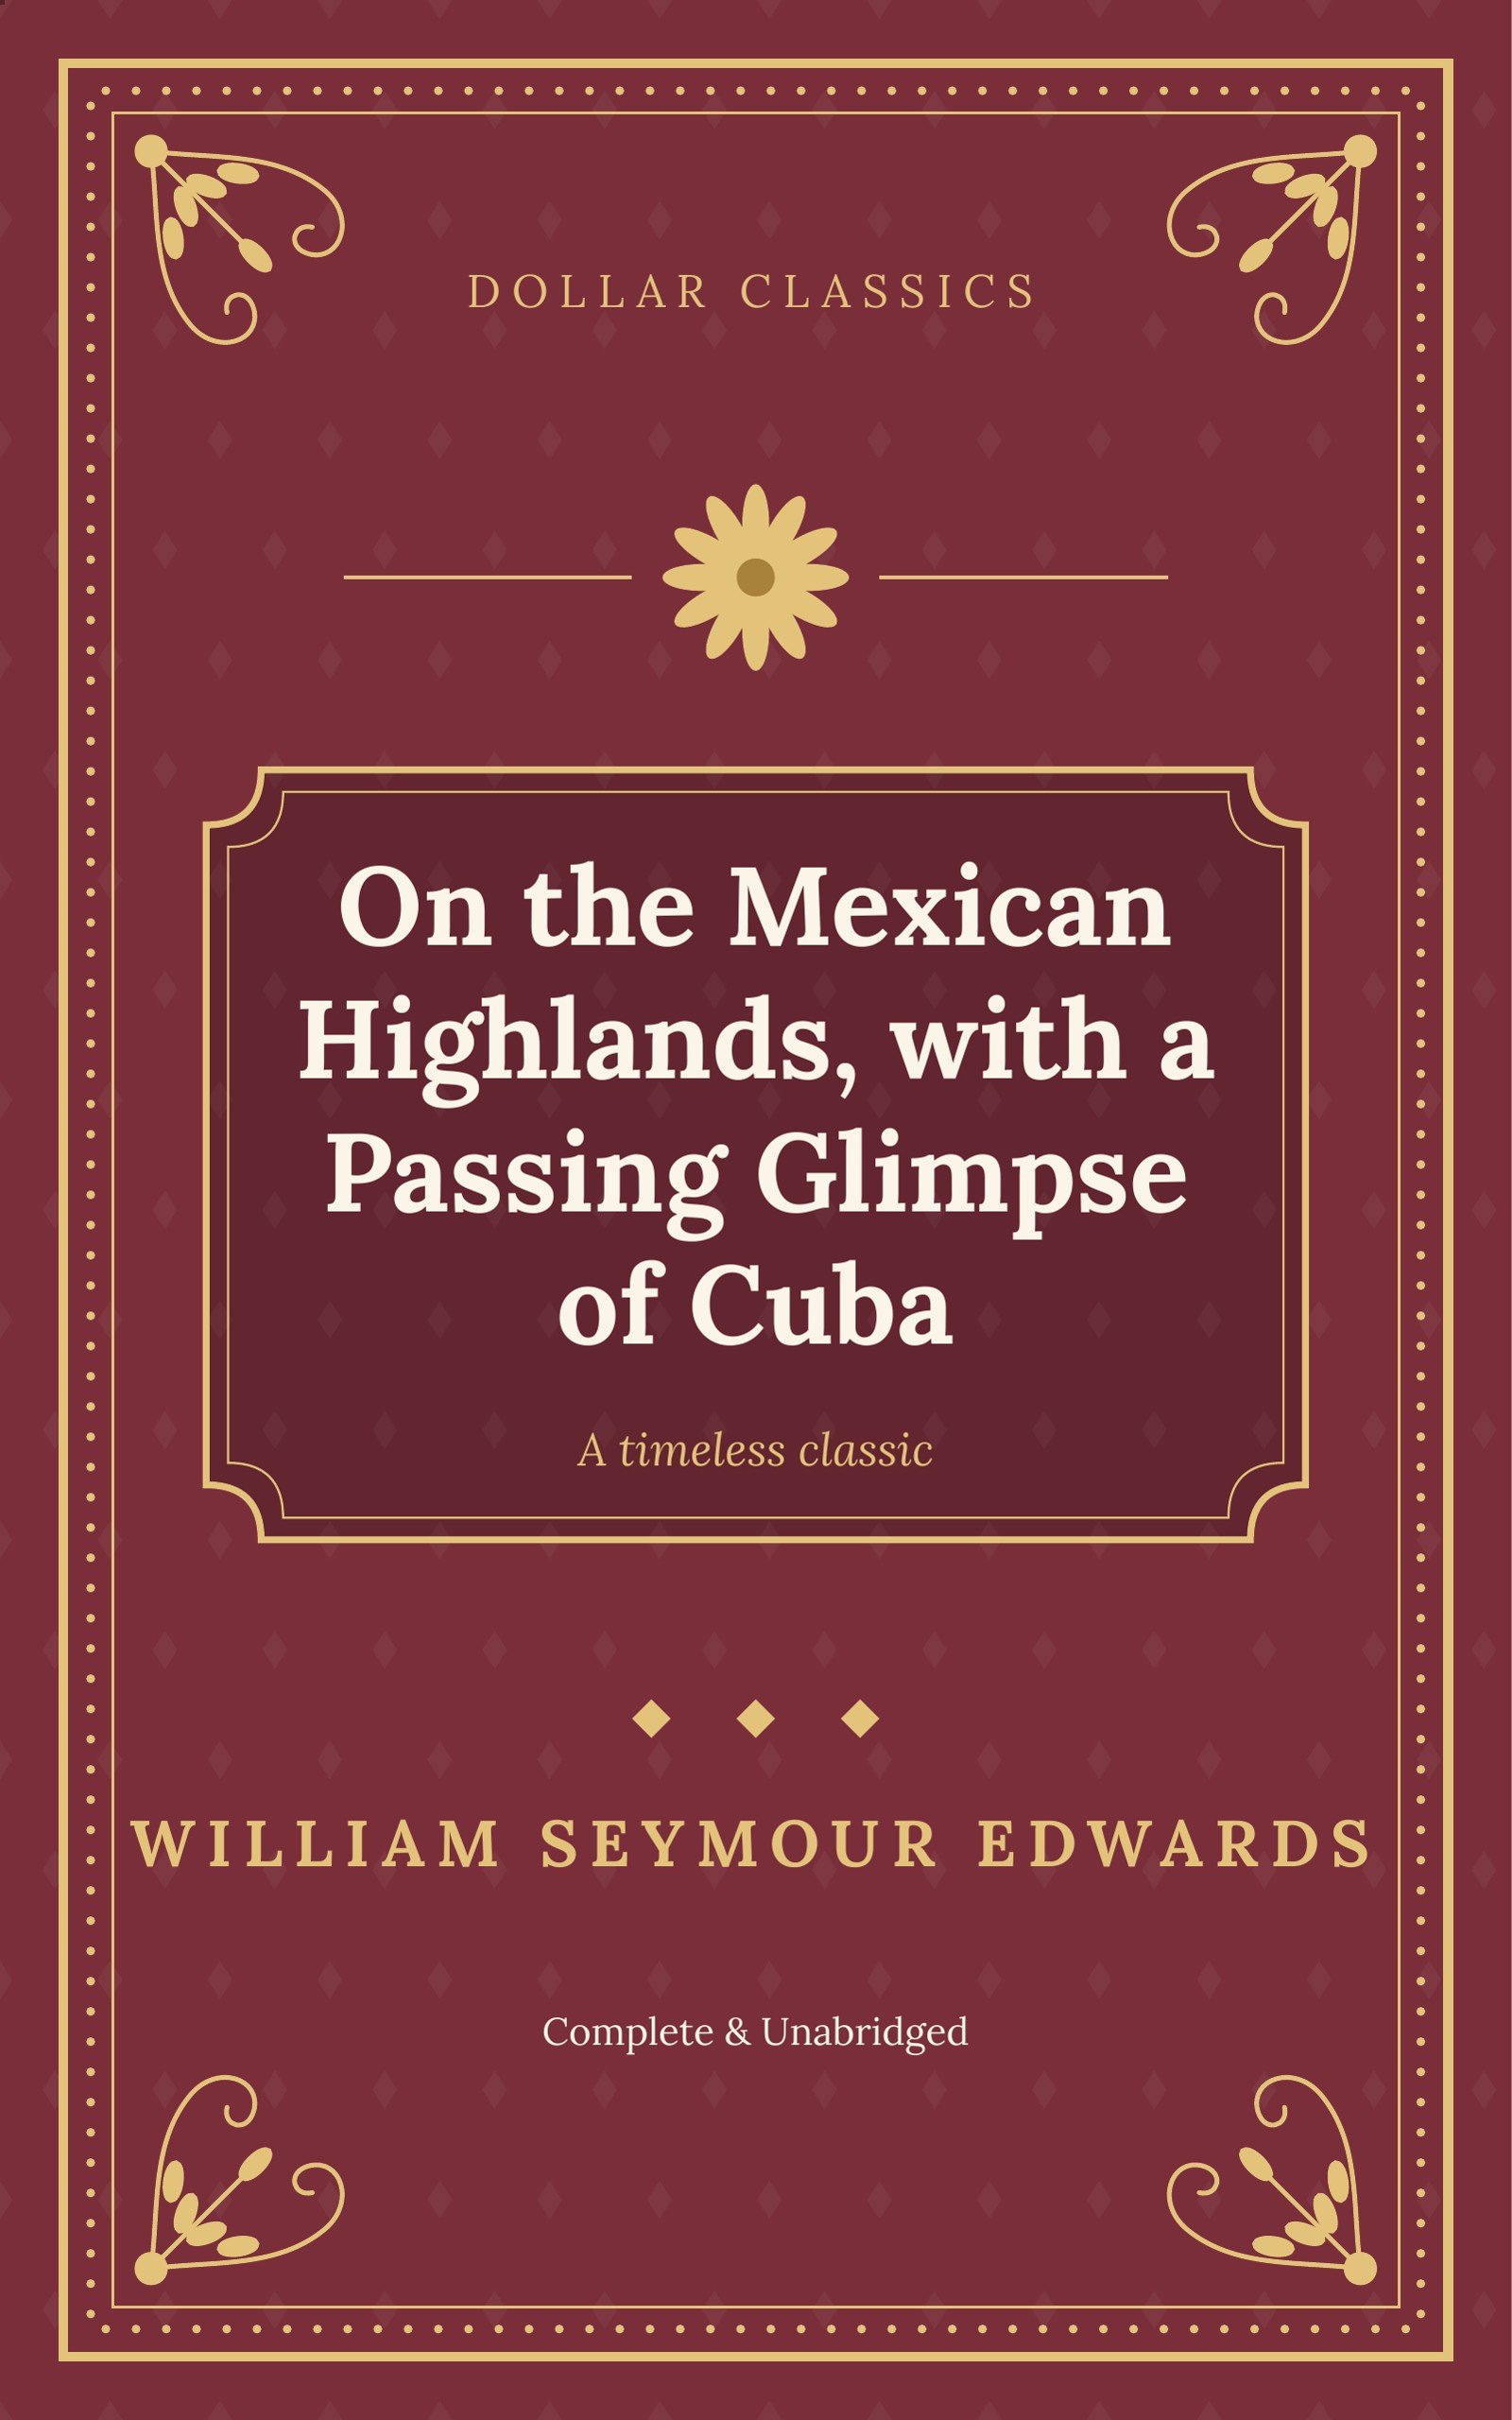 DOLLAR CLASSICS
On the Mexican
Highlands, with a
Passing Glimpse
of Cuba
A timeless classic
WILLIAM SEYMOUR EDWARDS
Complete & Unabridged